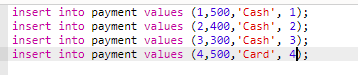 insert into payment values (1,500,'Cash', 1);
insert into payment values (2,400,'Cash', 2);
insert into payment values (3,300,'Cash', 3);
insert into payment values (4,500,'Card', 4);